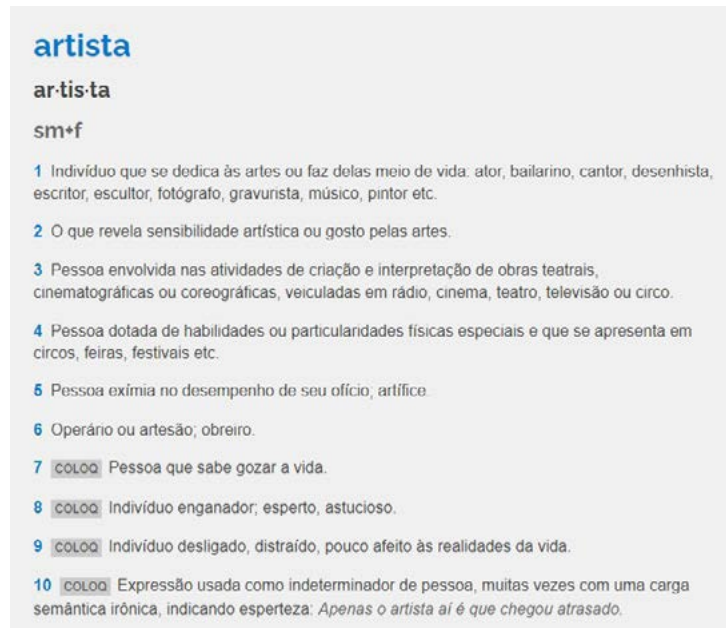 artista
ar·tis·ta
sm+f
1 Indivíduo que se dedica às artes ou faz delas meio de vida: ator, bailarino, cantor, desenhista,
escritor, escultor, fotógrafo, gravurista, músico, pintor etc.
2 O que revela sensibilidade artística ou gosto pelas artes.
3 Pessoa envolvida nas atividades de criação e interpretação de obras teatrais,
cinematográficas ou coreográficas, veiculadas em rádio, cinema, teatro, televisão ou circo.
4 Pessoa dotada de habilidades ou particularidades físicas especiais e que se apresenta em
circos, feiras, festivais etc.
5 Pessoa exímia no desempenho de seu ofício; artífice.
6 Operário ou artesão; obreiro.
7 COLOQ Pessoa que sabe gozar a vida.
8 COLOQ Indivíduo enganador; esperto, astucioso.
9 COLOQ Indivíduo desligado, distraído, pouco afeito às realidades da vida.
10 COLOQ Expressão usada como indeterminador de pessoa, muitas vezes com uma carga
semântica irônica, indicando esperteza: Apenas o artista aí é que chegou atrasado.